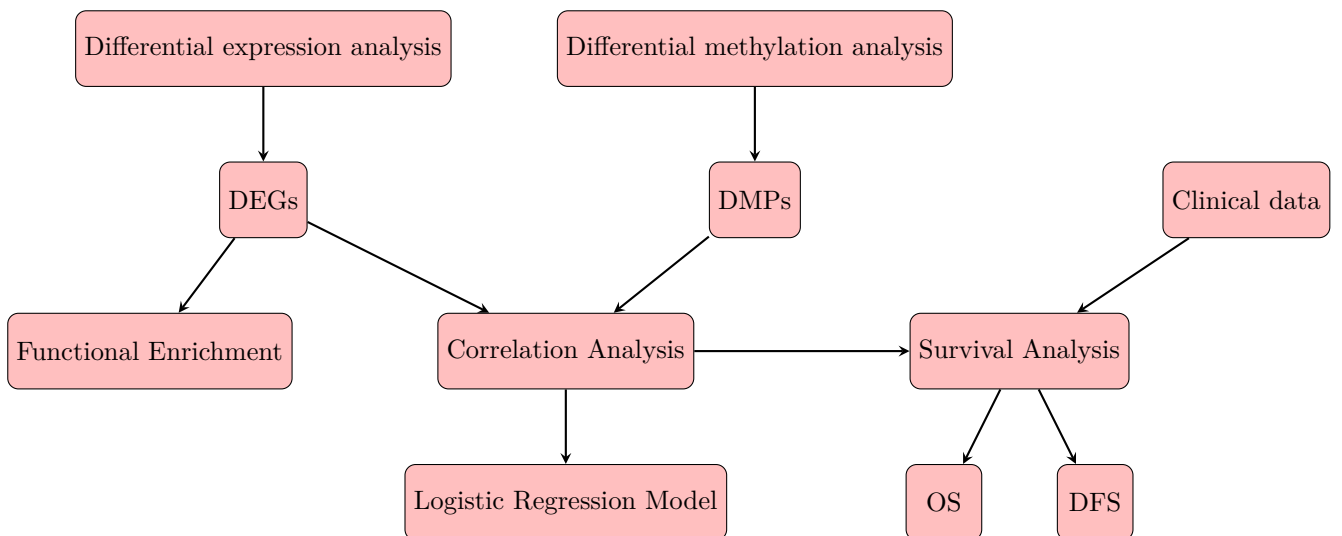 Differential expression analysis
Differential methylation analysis
DEGs
DMPs
Clinical data
Functional Enrichment
Correlation Analysis
Survival Analysis
Logistic Regression Model
OS
DFS